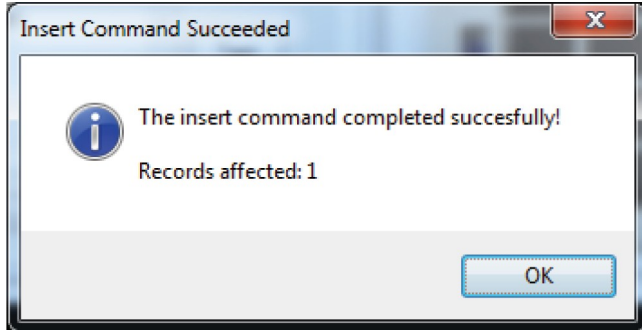 Insert Command Succeeded
The insert command completed succesfully!
Records affected: 1
OK